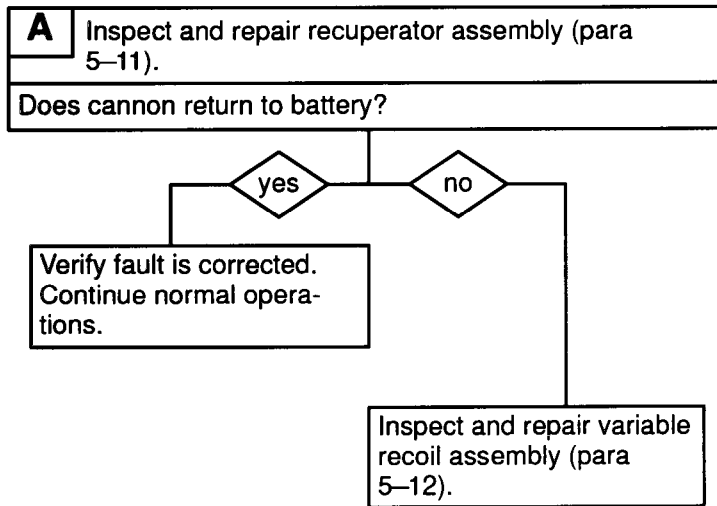 A Inspect and repair recuperator assembly (para
5–11).
Does cannon return to battery?
yes
no
Verify fault is corrected.
Continue normal opera-
tions.
Inspect and repair variable
recoil assembly (para
5–12).